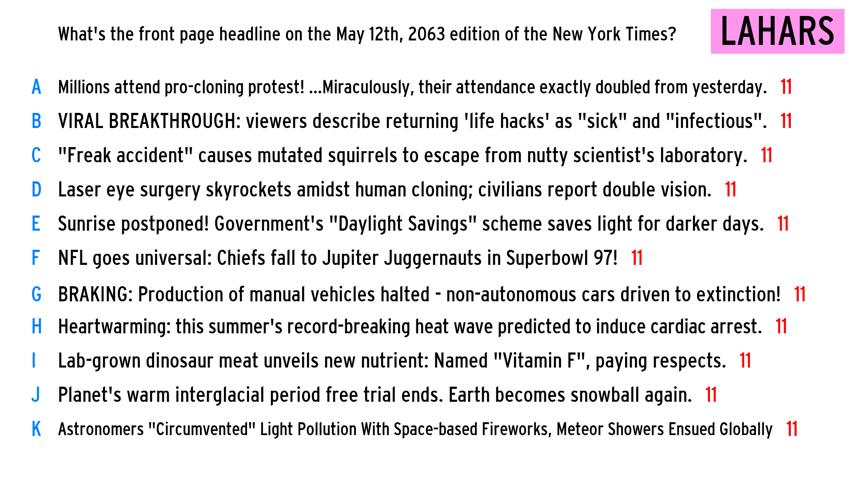 What's the front page headline on the May 12th, 2063 edition of the New York Times?
LAHARS
A Millions attend pro-cloning protest! ...Miraculously, their attendance exactly doubled from yesterday. 11
B VIRAL BREAKTHROUGH: viewers describe returning 'life hacks' as "sick" and "infectious". 11
C "Freak accident" causes mutated squirrels to escape from nutty scientist's laboratory. 11
D Laser eye surgery skyrockets amidst human cloning; civilians report double vision. 11
E Sunrise postponed! Government's "Daylight Savings" scheme saves light for darker days. 11
F NFL goes universal: Chiefs fall to Jupiter Juggernauts in Superbowl 97! 11
G BRAKING: Production of manual vehicles halted - non-autonomous cars driven to extinction! 11
H Heartwarming: this summer's record-breaking heat wave predicted to induce cardiac arrest. 11
I Lab-grown dinosaur meat unveils new nutrient: Named "Vitamin F", paying respects. 11
J Planet's warm interglacial period free trial ends. Earth becomes snowball again. 11
K Astronomers "Circumvented" Light Pollution With Space-based Fireworks, Meteor Showers Ensued Globally 11